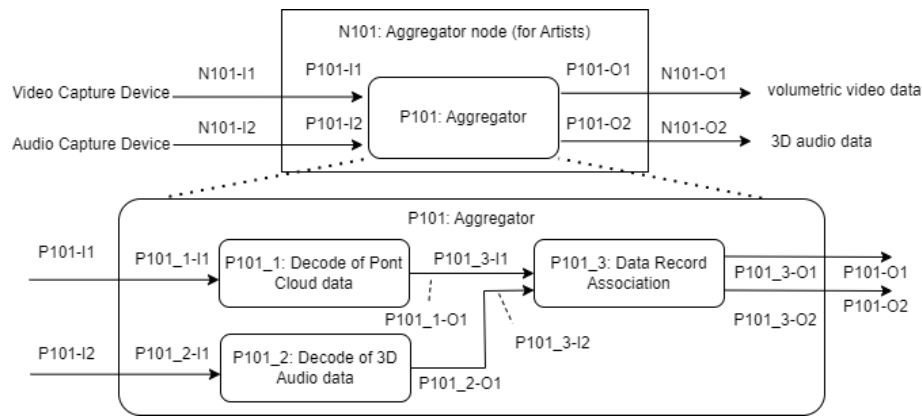 N101: Aggregator node (for Artists)
N101-I1
P101-I1
P101-O1
N101-O1
Video Capture Device
volumetric video data
P101: Aggregator
N101-I2
P101-I2
P101-O2
N101-O2
Audio Capture Device
3D audio data
P101: Aggregator
P101-I1
P101_1-I1
P101_1: Decode of Pont
Cloud data
P101_3-I1
P101_3: Data Record
Association
P101_3-O1
P101-O1
P101_1-O1
P101_3-O2
P101-O2
P101-I2
P101_2-I1
P101_2: Decode of 3D
Audio data
P101_3-I2
P101_2-O1